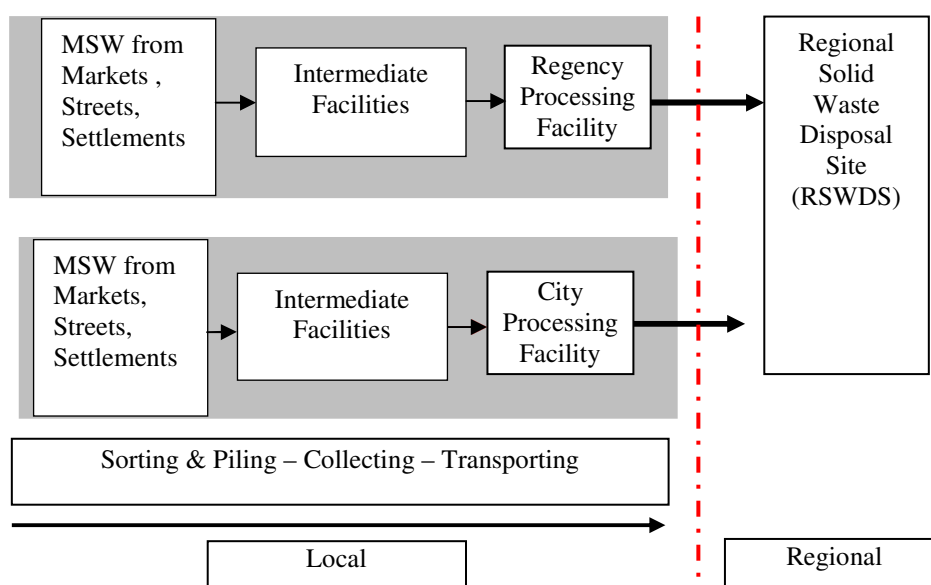 MSW from
Markets ,
Streets,
Settlements
Intermediate
Facilities
Regency
Processing
Facility
Regional
Solid
Waste
Disposal
Site
(RSWDS)
MSW from
Markets,
Streets,
Settlements
Intermediate
Facilities
City
Processing
Facility
Sorting & Piling – Collecting – Transporting
Local
Regional